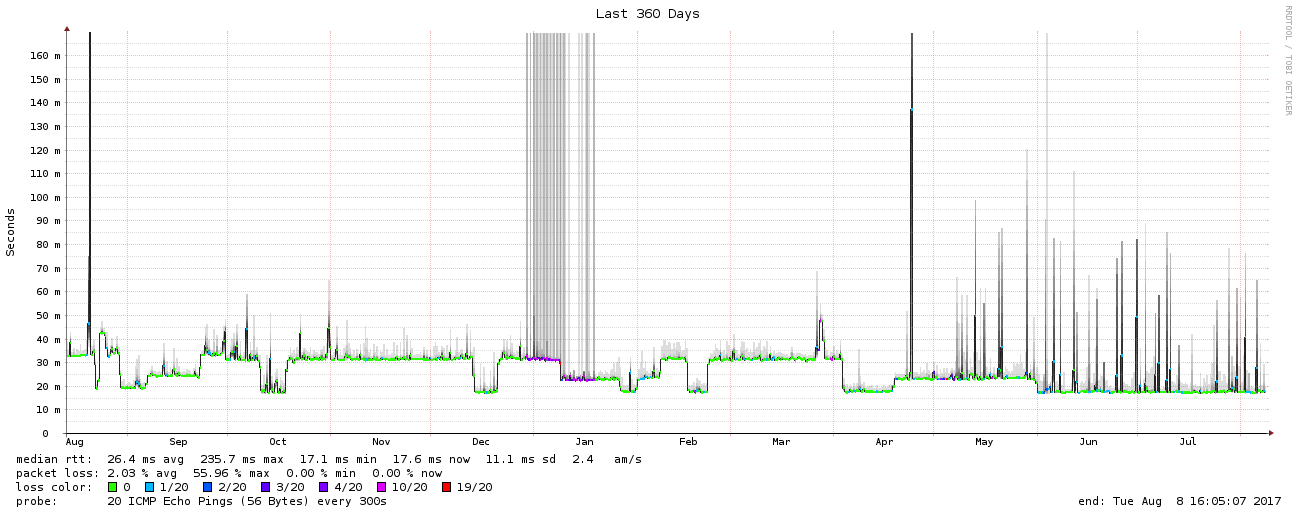 Last 360 Days
RRDTOOL / TOBI OETIKER
Seconds
160 m
150 m
140 m
130 m
120 m
110 m
100 m
90 m
80 m
70 m
60 m
50 m
40 m
30 m
20 m
10 m
0
Aug Sep Oct Nov Dec Jan Feb Mar Apr May Jun Jul
median rtt: 26.4 ms avg 235.7 ms max 17.1 ms min 17.6 ms now 11.1 ms sd 2.4 am/s
packet loss: 2.03 % avg 55.96 % max 0.00 % min 0.00 % now
loss color: 0 1/20 2/20 3/20 4/20 10/20 19/20
probe: 20 ICMP Echo Pings (56 Bytes) every 300s end: Tue Aug 8 16:05:07 2017